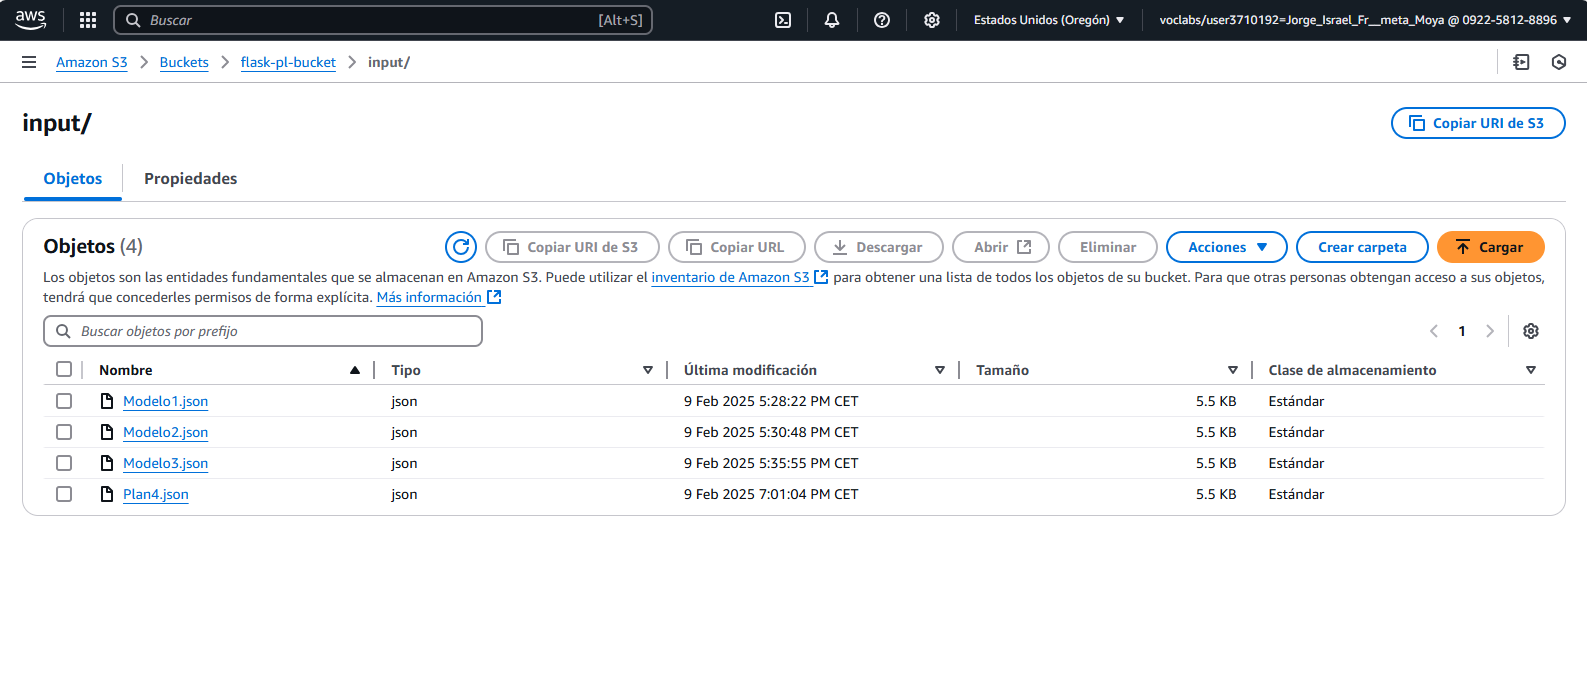 aws
Buscar [Alt+S] Estados Unidos (Oregón) voclabs/user3710192=Jorge_Israel_Fr__meta_Moya @ 0922-5812-8896
Amazon S3 Buckets flask-pl-bucket input/
input/
Copiar URI de S3
Objetos Propiedades
Objetos (4) Copiar URI de S3 Copiar URL Descargar Abrir Eliminar Acciones Crear carpeta Cargar
Los objetos son las entidades fundamentales que se almacenan en Amazon S3. Puede utilizar el inventario de Amazon S3 para obtener una lista de todos los objetos de su bucket. Para que otras personas obtengan acceso a sus objetos,
tendrá que concederles permisos de forma explícita. Más información
Buscar objetos por prefijo 1
Nombre Tipo Última modificación Tamaño Clase de almacenamiento
Modelo1.json json 9 Feb 2025 5:28:22 PM CET 5.5 KB Estándar
Modelo2.json json 9 Feb 2025 5:30:48 PM CET 5.5 KB Estándar
Modelo3.json json 9 Feb 2025 5:35:55 PM CET 5.5 KB Estándar
Plan4.json json 9 Feb 2025 7:01:04 PM CET 5.5 KB Estándar